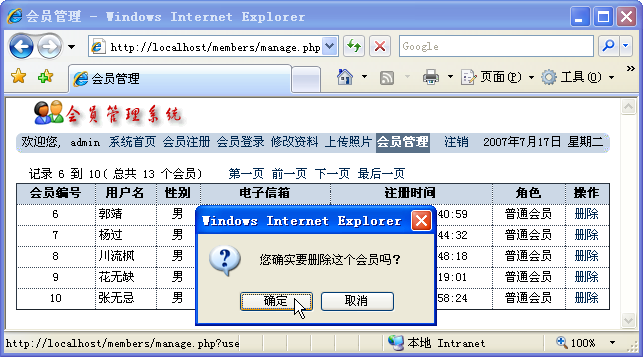 会员管理 - Windows Internet Explorer
http://localhost/members/manage.php
Google
会员管理
页面(P)
工具(O)
»
会员管理系统
欢迎您, admin 系统首页 会员注册 会员登录 修改资料 上传照片 会员管理 注销 2007年7月17日 星期二
记录 6 到 10( 总共 13 个会员) 第一页 前一页 下一页 最后一页
会员编号 用户名 性别 电子信箱 注册时间 角色 操作
6 郭靖 男 40:59 普通会员 删除
7 杨过 男 44:32 普通会员 删除
8 川流枫 男 48:18 普通会员 删除
9 花无缺 男 19:01 普通会员 删除
10 张无忌 男 58:24 普通会员 删除
Windows Internet Explorer
您确实要删除这个会员吗?
确定 取消
http://localhost/members/manage.php?use
本地 Intranet
100%